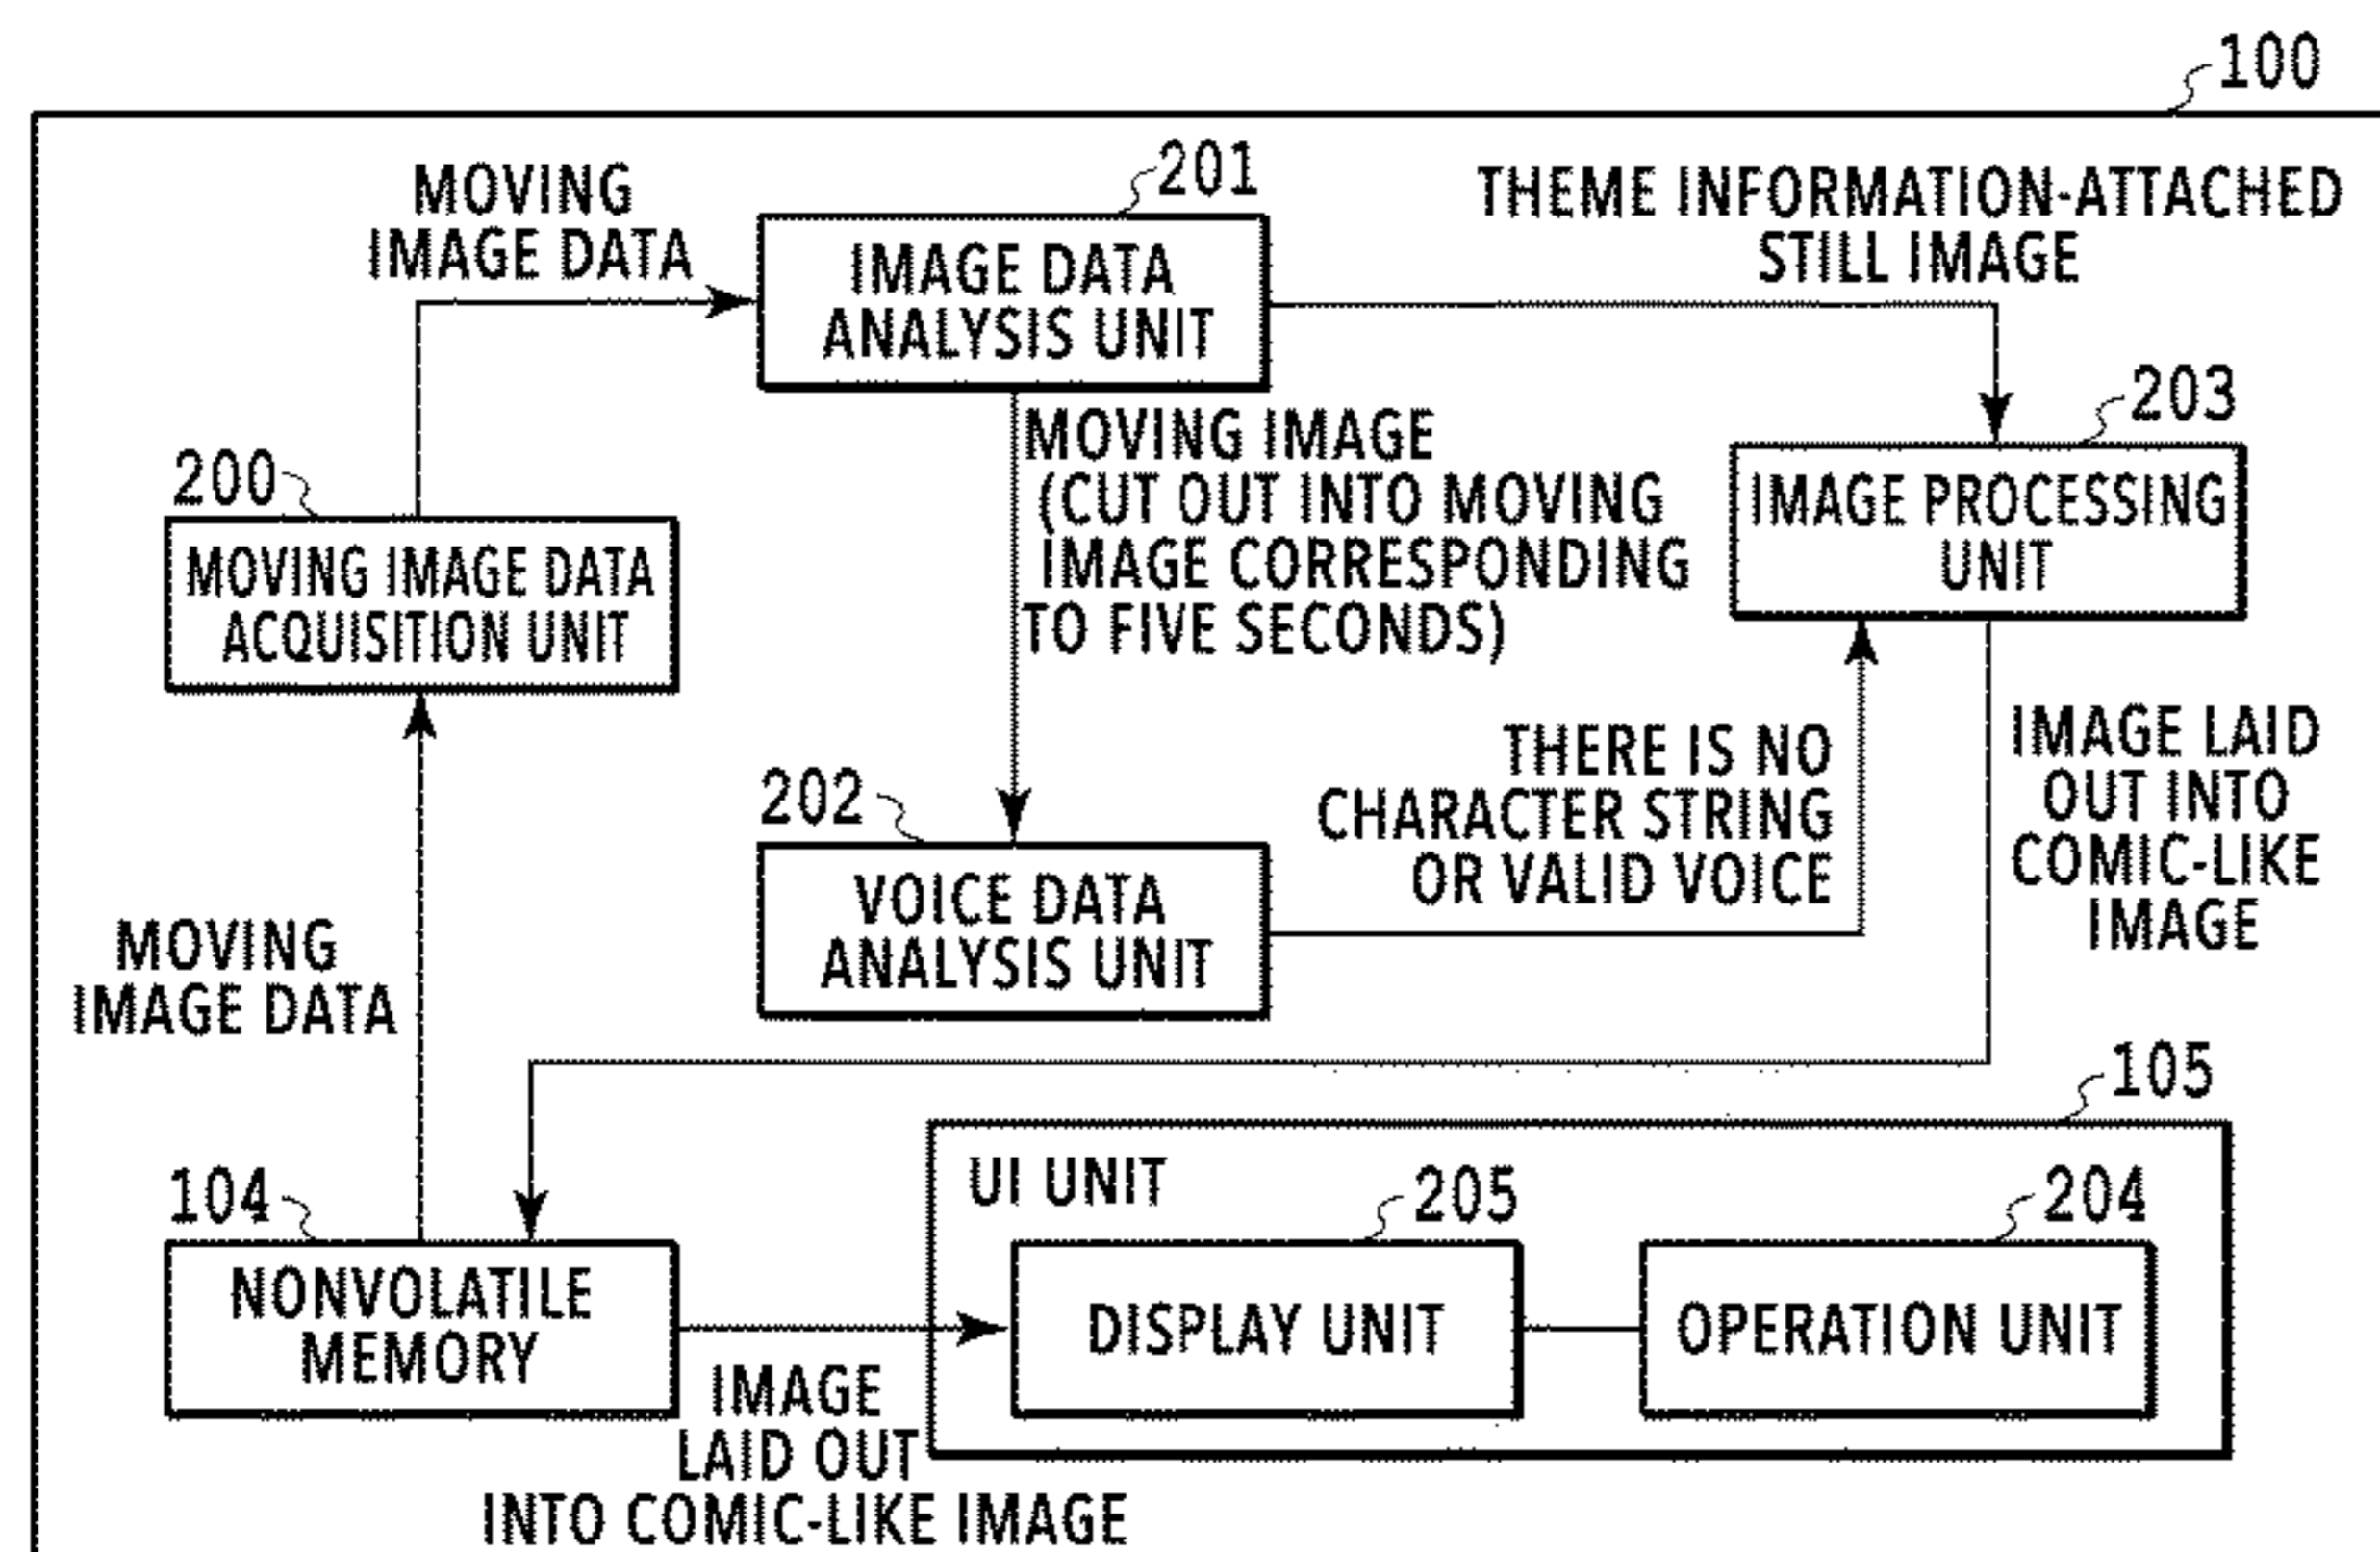 100
MOVING
IMAGE DATA
201
IMAGE DATA
ANALYSIS UNIT
THEME INFORMATION-ATTACHED
STILL IMAGE
200
MOVING IMAGE DATA
ACQUISITION UNIT
MOVING IMAGE
(CUT OUT INTO MOVING
IMAGE CORRESPONDING
TO FIVE SECONDS)
203
IMAGE PROCESSING
UNIT
202
VOICE DATA
ANALYSIS UNIT
THERE IS NO
CHARACTER STRING
OR VALID VOICE
IMAGE LAID
OUT INTO
COMIC-LIKE
IMAGE
MOVING
IMAGE DATA
105
UI UNIT
104
NONVOLATILE
MEMORY
205
DISPLAY UNIT
204
OPERATION UNIT
IMAGE
LAID OUT
INTO COMIC-LIKE IMAGE